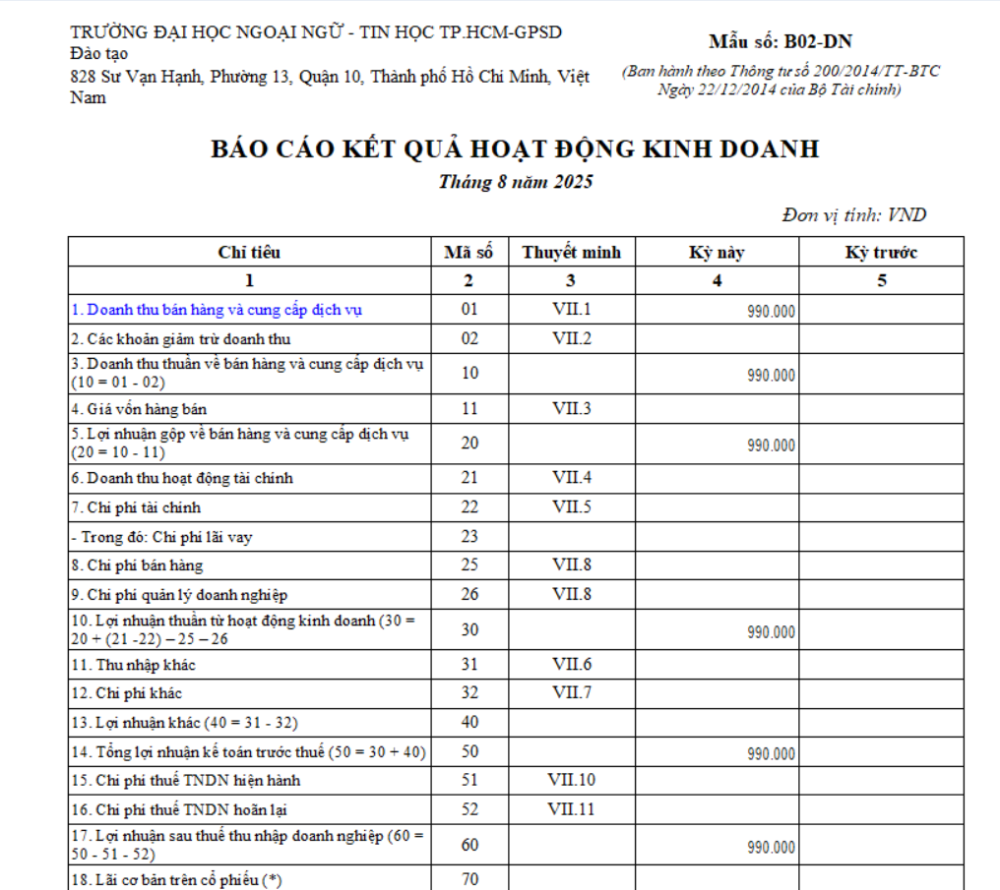 TRƯỜNG ĐẠI HỌC NGOẠI NGỮ - TIN HỌC TP.HCM-GPSD
Đào tạo
828 Sư Vạn Hạnh, Phường 13, Quận 10, Thành phố Hồ Chí Minh, Việt
Nam
Mẫu số: B02-DN
(Ban hành theo Thông tư số 200/2014/TT-BTC
Ngày 22/12/2014 của Bộ Tài chính)
BÁO CÁO KẾT QUẢ HOẠT ĐỘNG KINH DOANH
Tháng 8 năm 2025
Đơn vị tính: VND
Chỉ tiêu Mã số Thuyết minh Kỳ này Kỳ trước
1 2 3 4 5
1. Doanh thu bán hàng và cung cấp dịch vụ 01 VII.1 990.000
2. Các khoản giảm trừ doanh thu 02 VII.2
3. Doanh thu thuần về bán hàng và cung cấp dịch vụ
(10 = 01 - 02) 10 990.000
4. Giá vốn hàng bán 11 VII.3
5. Lợi nhuận gộp về bán hàng và cung cấp dịch vụ
(20 = 10 - 11) 20 990.000
6. Doanh thu hoạt động tài chính 21 VII.4
7. Chi phí tài chính 22 VII.5
- Trong đó: Chi phí lãi vay 23
8. Chi phí bán hàng 25 VII.8
9. Chi phí quản lý doanh nghiệp 26 VII.8
10. Lợi nhuận thuần từ hoạt động kinh doanh (30 =
20 + (21 -22) – 25 – 26 30 990.000
11. Thu nhập khác 31 VII.6
12. Chi phí khác 32 VII.7
13. Lợi nhuận khác (40 = 31 - 32) 40
14. Tổng lợi nhuận kế toán trước thuế (50 = 30 + 40) 50 990.000
15. Chi phí thuế TNDN hiện hành 51 VII.10
16. Chi phí thuế TNDN hoãn lại 52 VII.11
17. Lợi nhuận sau thuế thu nhập doanh nghiệp (60 =
50 - 51 - 52) 60 990.000
18. Lãi cơ bản trên cổ phiếu (*) 70